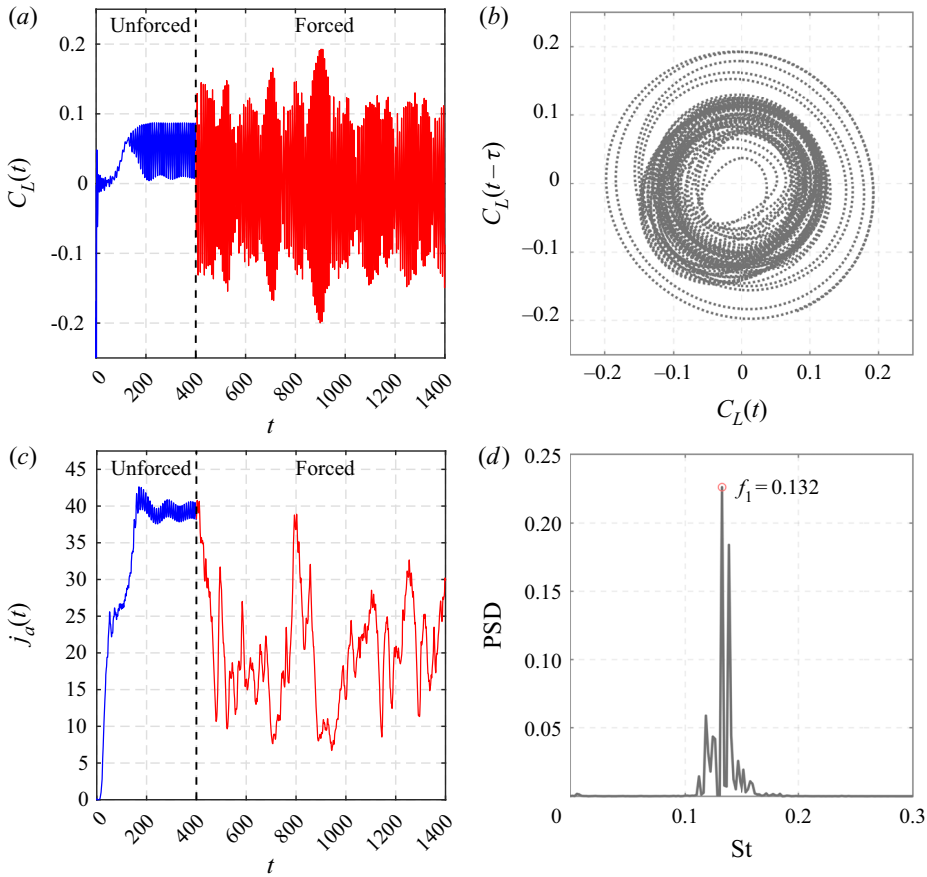 (a)
Unforced
Forced
0.2
0.1
0
-0.1
-0.2
C_L(t)
0
200
400
600
800
1000
1200
1400
t
(b)
0.2
0.1
0
−0.1
−0.2
C_L(t − τ)
−0.2
−0.1
0
0.1
0.2
C_L(t)
(c)
Unforced
Forced
45
40
35
30
25
20
15
10
5
0
j_a(t)
0
200
400
600
800
1000
1200
1400
t
(d)
0.25
0.20
0.15
0.10
0.05
PSD
f_1 = 0.132
0
0.1
0.2
0.3
St